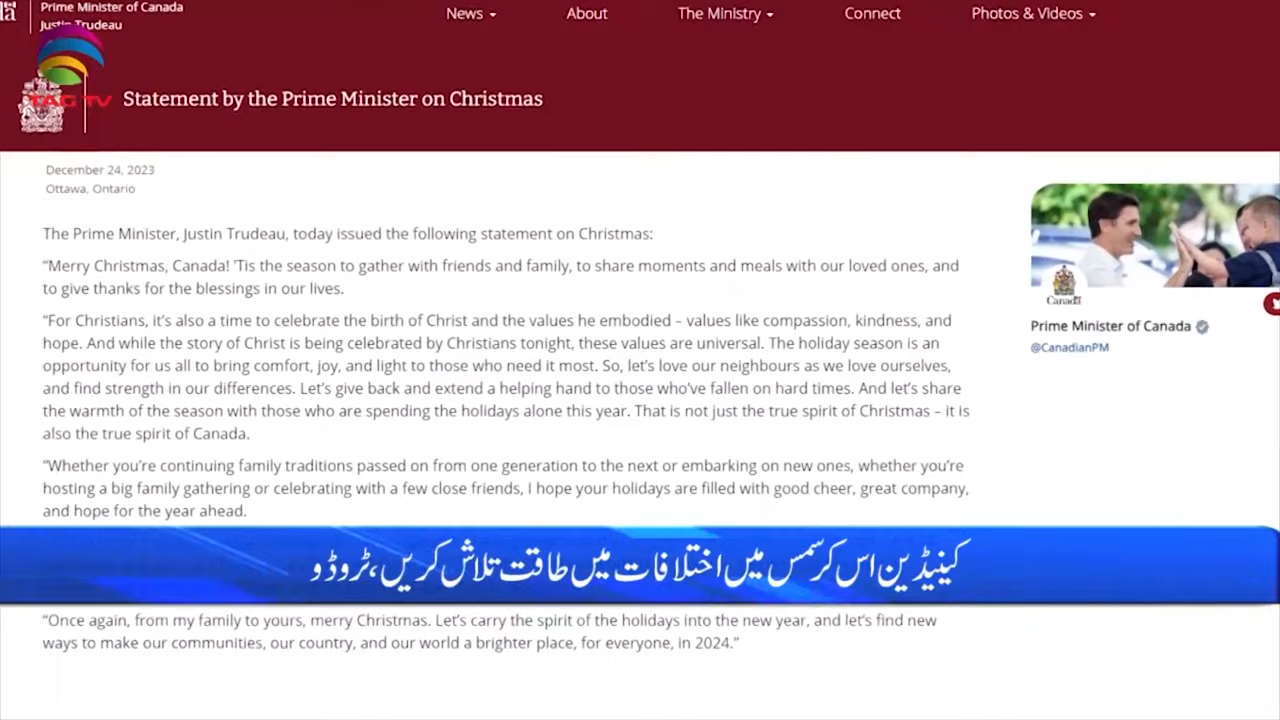 Prime Minister of Canada
Justin Trudeau
News
About
The Ministry
Connect
Photos & Videos
TAG TV
Statement by the Prime Minister on Christmas
December 24, 2023
Ottawa, Ontario
The Prime Minister, Justin Trudeau, today issued the following statement on Christmas:
“Merry Christmas, Canada! ’Tis the season to gather with friends and family, to share moments and meals with our loved ones, and
to give thanks for the blessings in our lives.
“For Christians, it’s also a time to celebrate the birth of Christ and the values he embodied – values like compassion, kindness, and
hope. And while the story of Christ is being celebrated by Christians tonight, these values are universal. The holiday season is an
opportunity for us all to bring comfort, joy, and light to those who need it most. So, let’s love our neighbours as we love ourselves,
and find strength in our differences. Let’s give back and extend a helping hand to those who’ve fallen on hard times. And let’s share
the warmth of the season with those who are spending the holidays alone this year. That is not just the true spirit of Christmas – it is
also the true spirit of Canada.
“Whether you’re continuing family traditions passed on from one generation to the next or embarking on new ones, whether you’re
hosting a big family gathering or celebrating with a few close friends, I hope your holidays are filled with good cheer, great company,
and hope for the year ahead.
کینیڈین اس کرسمس میں اختلافات میں طاقت تلاش کریں، ٹروڈو
“Once again, from my family to yours, merry Christmas. Let’s carry the spirit of the holidays into the new year, and let’s find new
ways to make our communities, our country, and our world a brighter place, for everyone, in 2024.”
Canada
Prime Minister of Canada
@CanadianPM